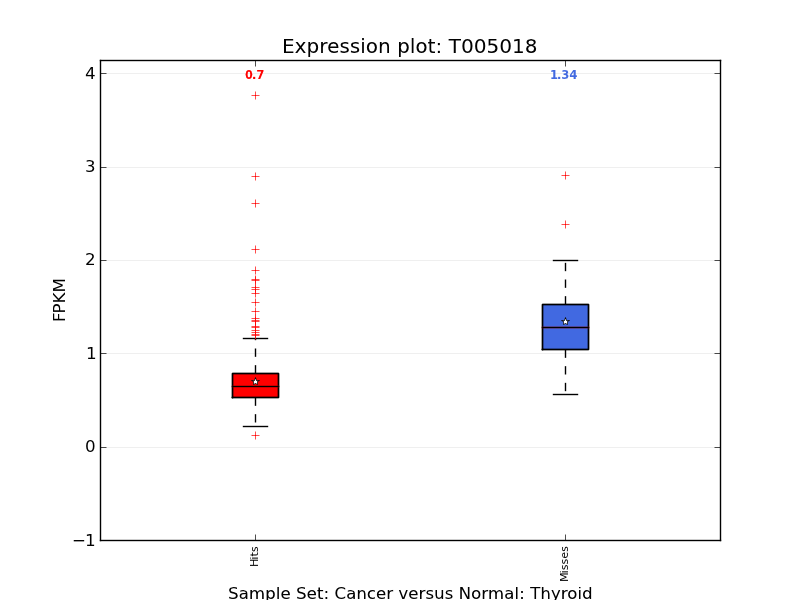 Expression plot: T005018
0.7
1.34
4
3
2
1
0
−1
FPKM
Hits
Misses
Sample Set: Cancer versus Normal: Thyroid